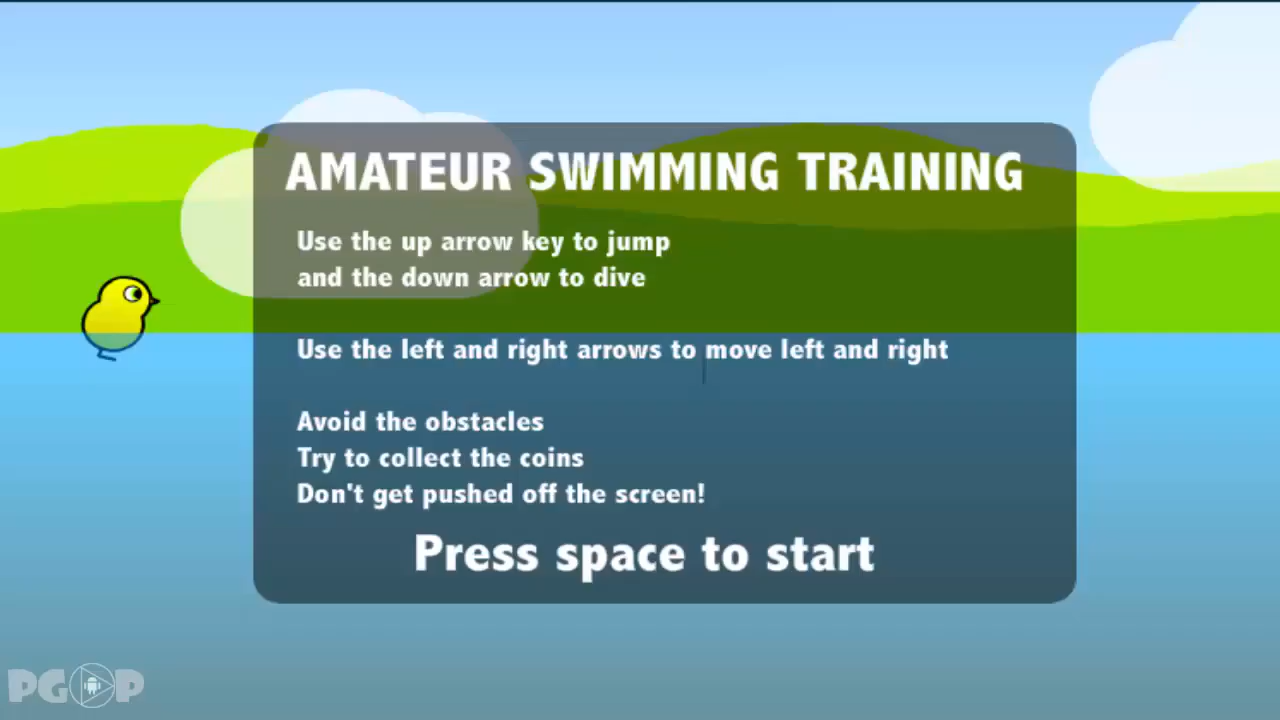 AMATEUR SWIMMING TRAINING
Use the up arrow key to jump
and the down arrow to dive
Use the left and right arrows to move left and right
Avoid the obstacles
Try to collect the coins
Don't get pushed off the screen!
Press space to start
PGOP